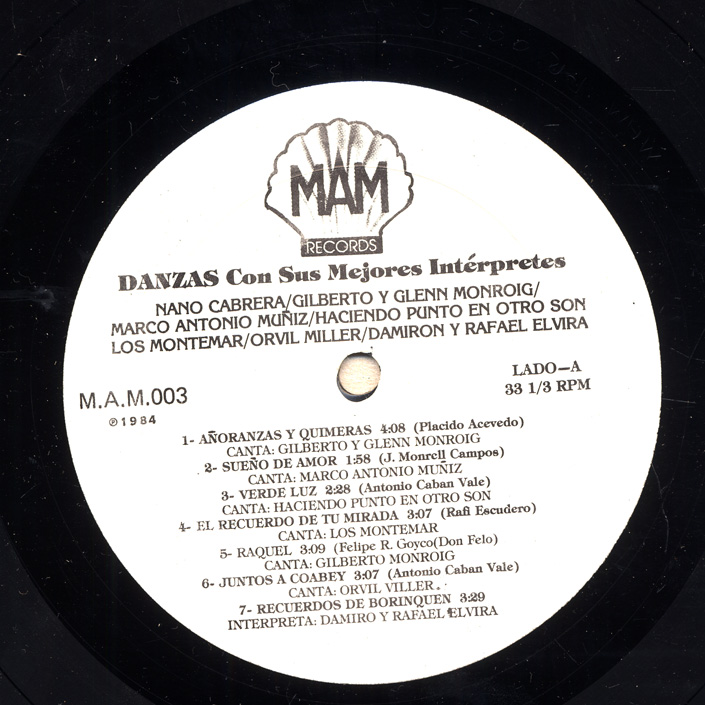 MAM
RECORDS
DANZAS Con Sus Mejores Intérpretes
NANO CABRERA/GILBERTO Y GLENN MONROIG/
MARCO ANTONIO MUÑIZ/HACIENDO PUNTO EN OTRO SON
LOS MONTEMAR/ORVIL MILLER/DAMIRON Y RAFAEL ELVIRA
M.A.M.003
℗1984
LADO-A
33 1/3 RPM
1- AÑORANZAS Y QUIMERAS 4:08 (Placido Acevedo)
CANTA: GILBERTO Y GLENN MONROIG
2- SUEÑO DE AMOR 1:58 (J. Monrell Campos)
CANTA: MARCO ANTONIO MUÑIZ
3- VERDE LUZ 2:28 (Antonio Caban Vale)
CANTA: HACIENDO PUNTO EN OTRO SON
4- EL RECUERDO DE TU MIRADA 3:07 (Rafi Escudero)
CANTA: LOS MONTEMAR
5- RAQUEL 3:09 (Felipe R. Goyco(Don Felo)
CANTA: GILBERTO MONROIG
6- JUNTOS A COABEY 3:07 (Antonio Caban Vale)
CANTA: ORVIL VILLER.
7- RECUERDOS DE BORINQUEN 3:29
INTERPRETA: DAMIRO Y RAFAEL ELVIRA